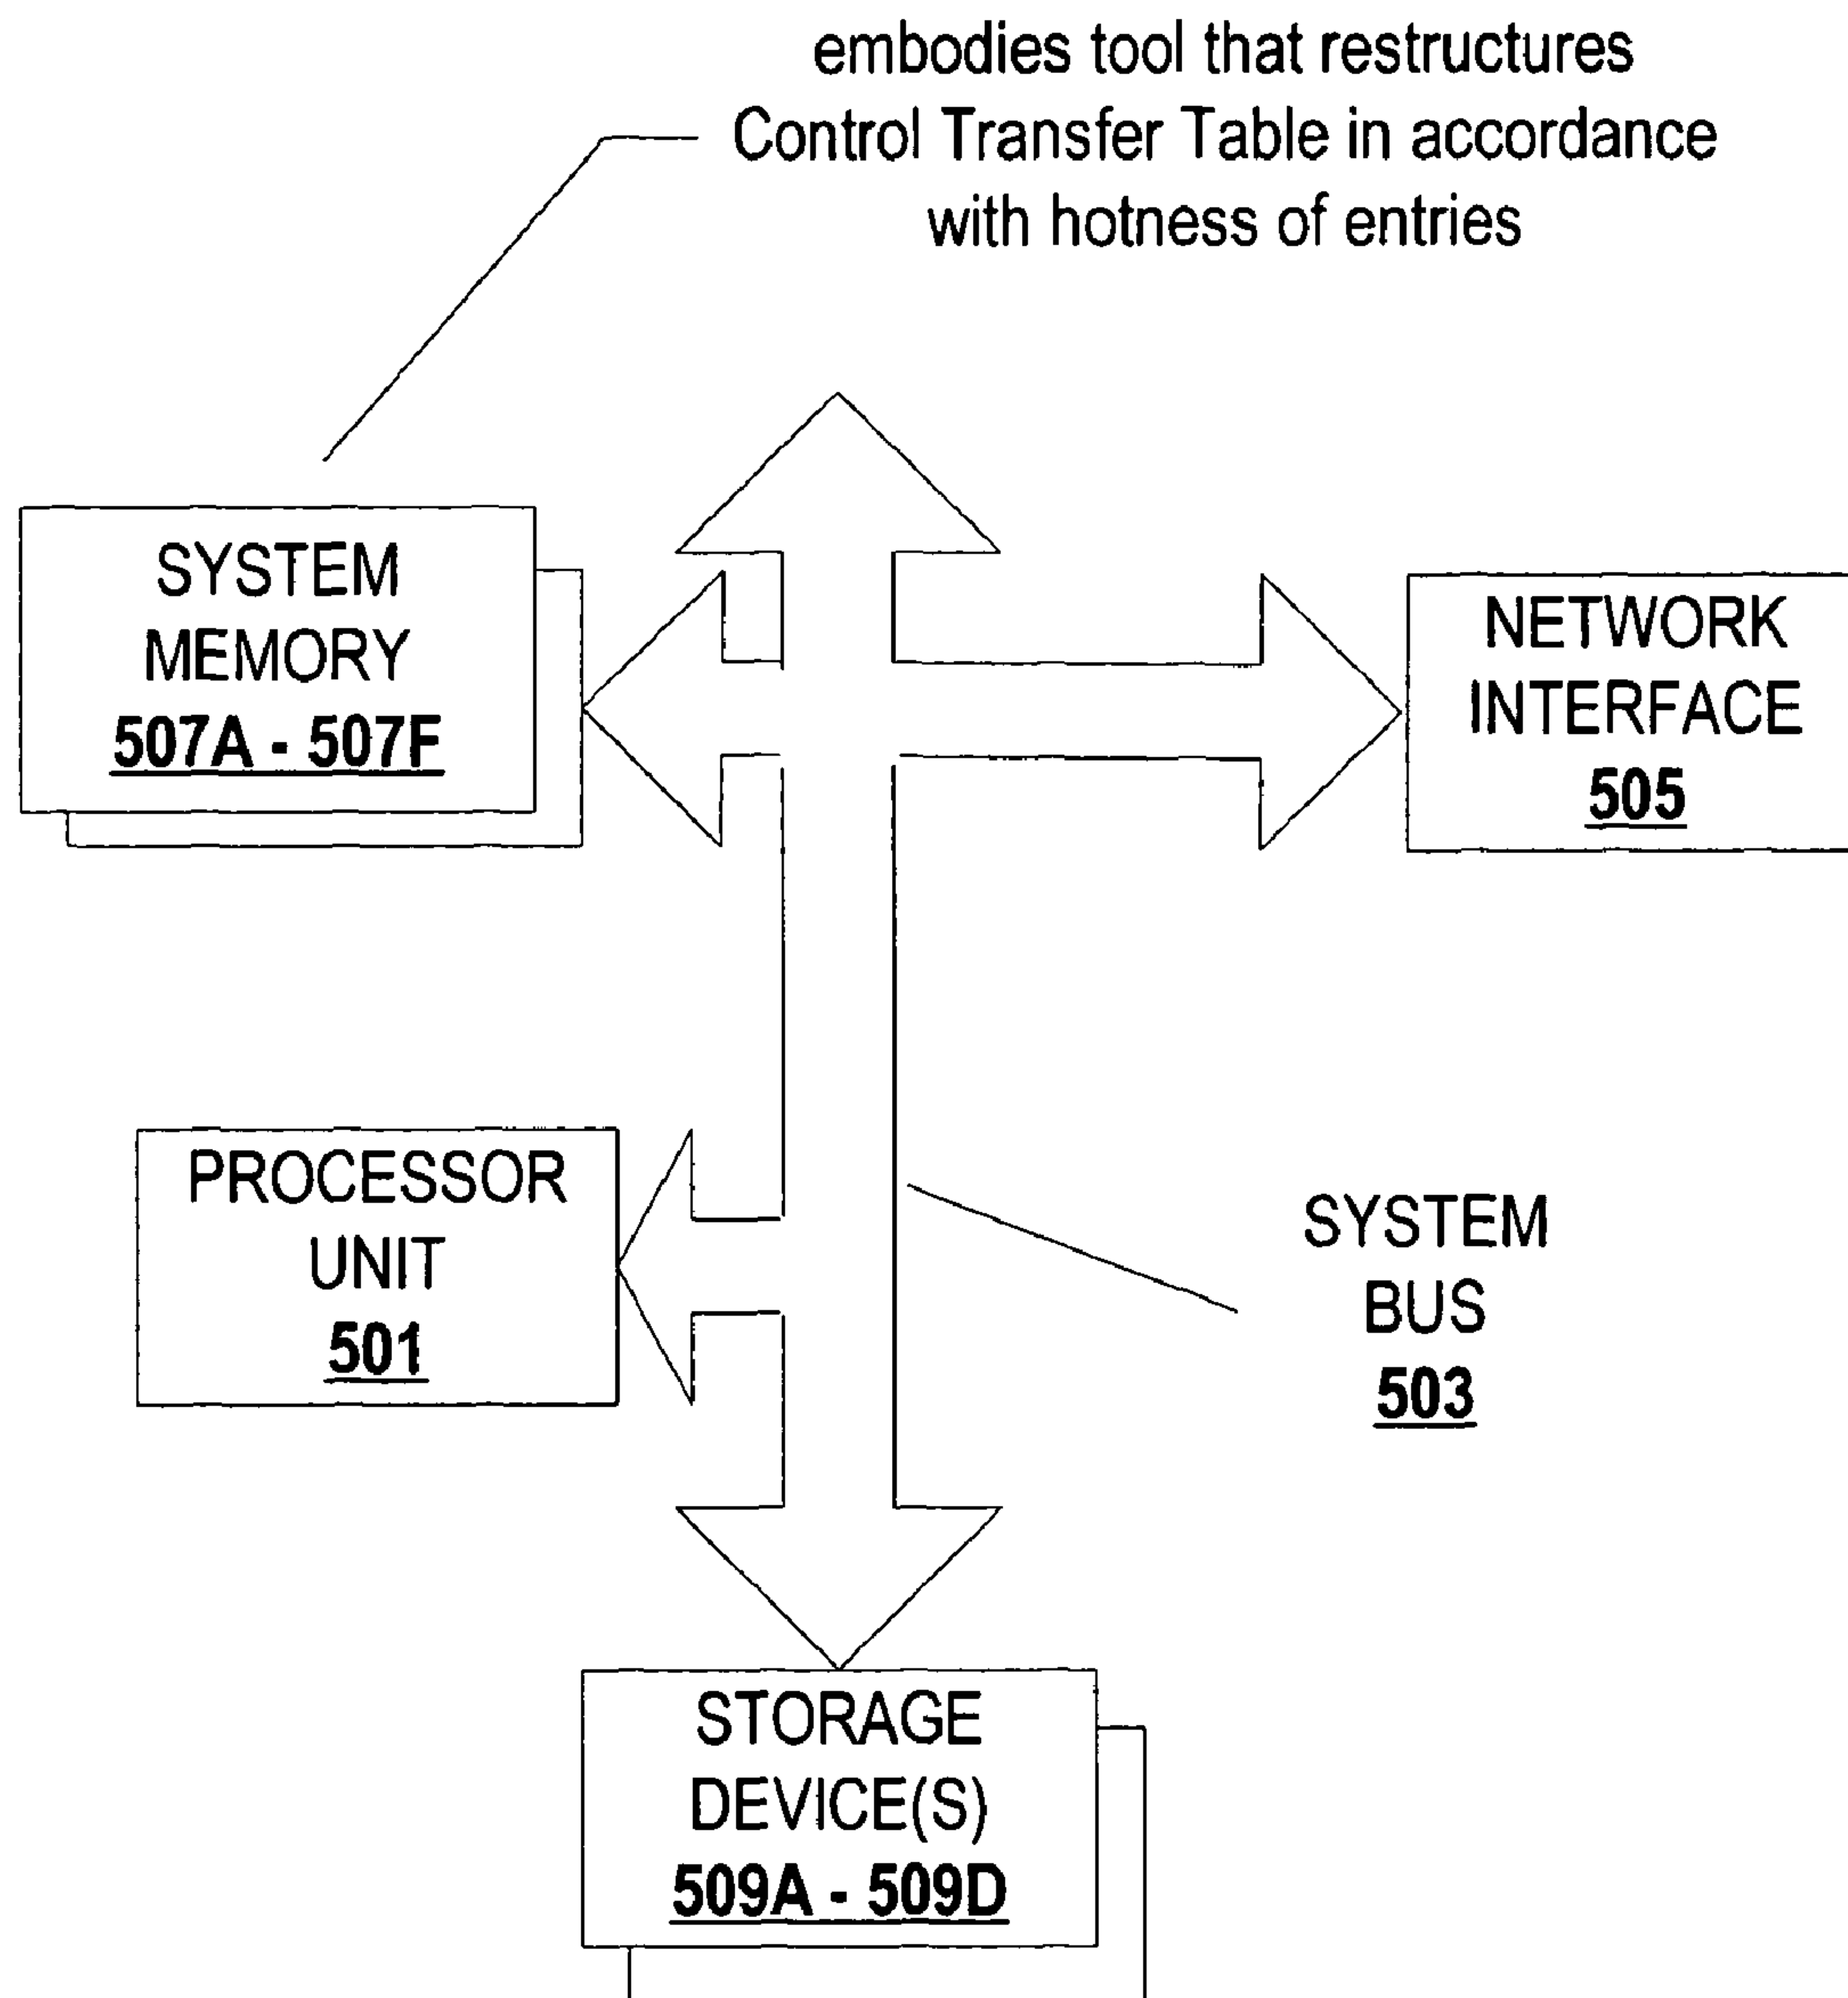 embodies tool that restructures
Control Transfer Table in accordance
with hotness of entries
SYSTEM
MEMORY
507A - 507F
NETWORK
INTERFACE
505
PROCESSOR
UNIT
501
SYSTEM
BUS
503
STORAGE
DEVICE(S)
509A - 509D